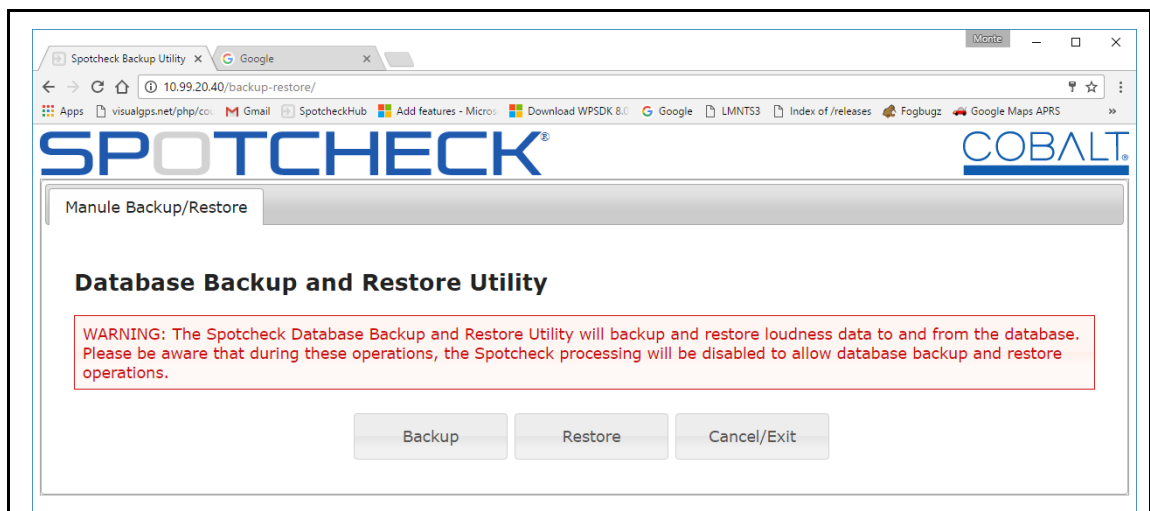 Monte
Spotcheck Backup Utility
Google
10.99.20.40/backup-restore/
Apps visualgps.net/php/cou Gmail SpotcheckHub Add features - Micros Download WPSDK 8.0 Google LMNTS3 Index of/releases Fogbugz Google Maps APRS »
SPOTCHECK®
COBALT®
Manule Backup/Restore
Database Backup and Restore Utility
WARNING: The Spotcheck Database Backup and Restore Utility will backup and restore loudness data to and from the database.
Please be aware that during these operations, the Spotcheck processing will be disabled to allow database backup and restore
operations.
Backup Restore Cancel/Exit